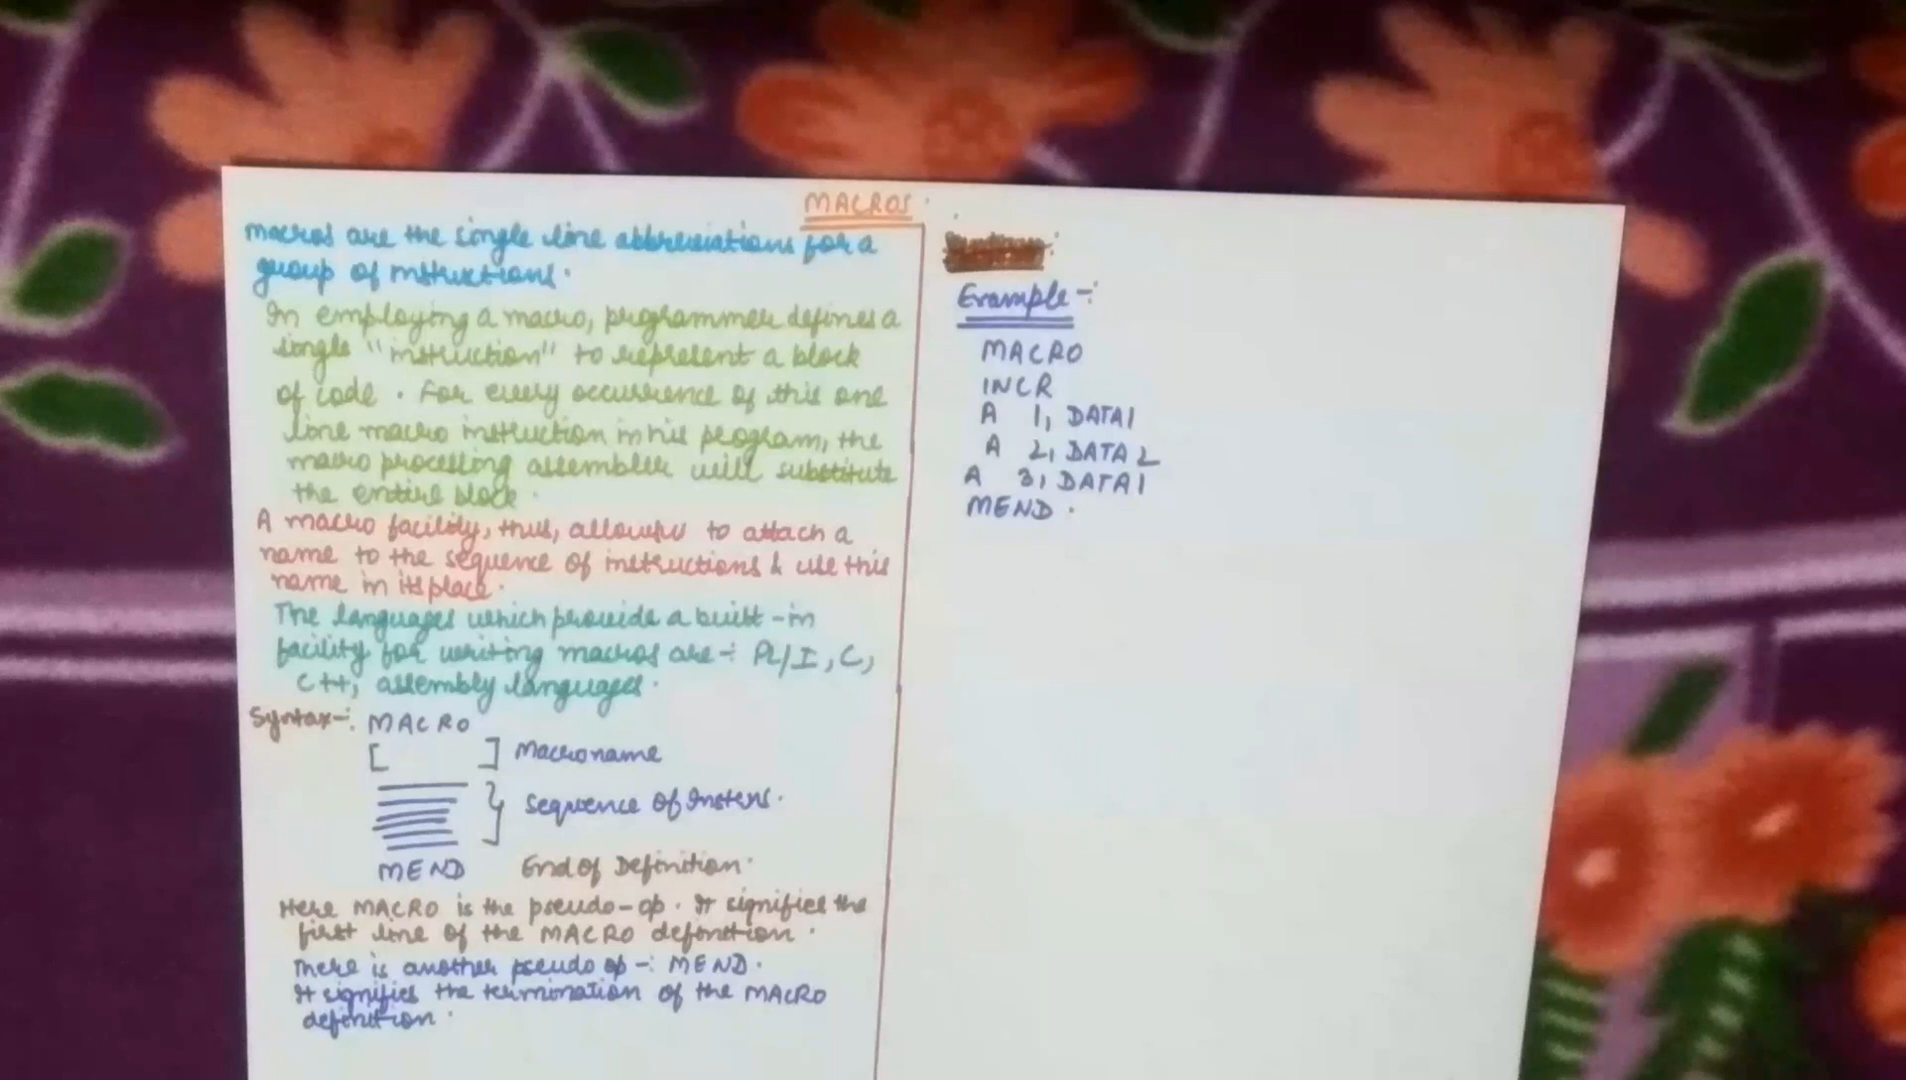 MACROS.
macros are the single line abbreviations for a
group of instructions.
In employing a macro, programmer defines a
single "instruction" to represent a block
of code. For every occurrence of this one
line macro instruction in his program, the
macro processing assembler will substitute
the entire block.
A macro facility, thus, allows to attach a
name to the sequence of instructions & use this
name in its place.
The languages which provide a built-in
facility for writing macros are -: PL/I, C,
C++, assembly languages.
Syntax-: MACRO
[ ] Macroname
Sequence of Instens.
MEND End of Definition.
Here MACRO is the pseudo-op. It signifies the
first line of the MACRO definition.
There is another pseudo op -: MEND.
It signifies the termination of the MACRO
definition.
Example-:
MACRO
INCR
A 1, DATA1
A 2, DATA2
A 3, DATA1
MEND.